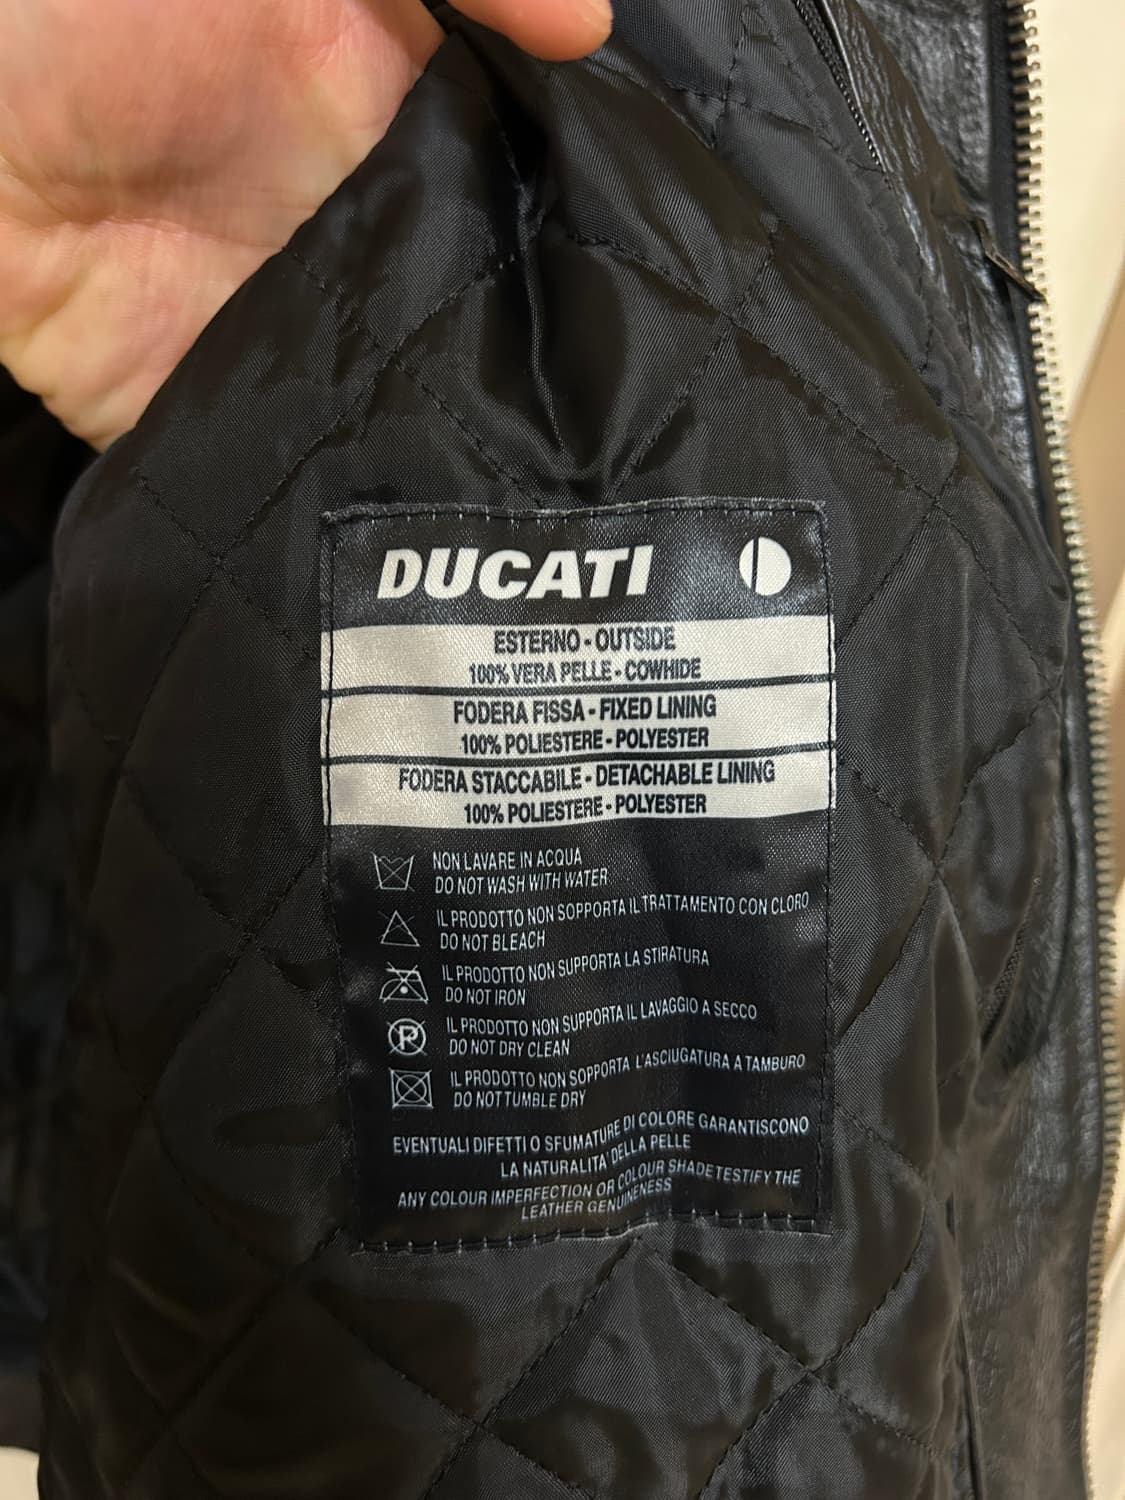 DUCATI
ESTERNO - OUTSIDE
100% VERA PELLE - COWHIDE
FODERA FISSA - FIXED LINING
100% POLIESTERE - POLYESTER
FODERA STACCABILE - DETACHABLE LINING
100% POLIESTERE - POLYESTER
NON LAVARE IN ACQUA
DO NOT WASH WITH WATER
IL PRODOTTO NON SOPPORTA IL TRATTAMENTO CON CLORO
DO NOT BLEACH
IL PRODOTTO NON SUPPORTA LA STIRATURA
DO NOT IRON
P
IL PRODOTTO NON SUPPORTA IL LAVAGGIO A SECCO
DO NOT DRY CLEAN
IL PRODOTTO NON SOPPORTA L'ASCIUGATURA A TAMBURO
DO NOT TUMBLE DRY
EVENTUALI DIFETTI O SFUMATURE DI COLORE GARANTISCONO
LA NATURALITA' DELLA PELLE
ANY COLOUR IMPERFECTION OR COLOUR SHADE TESTIFY THE
LEATHER GENUINENESS